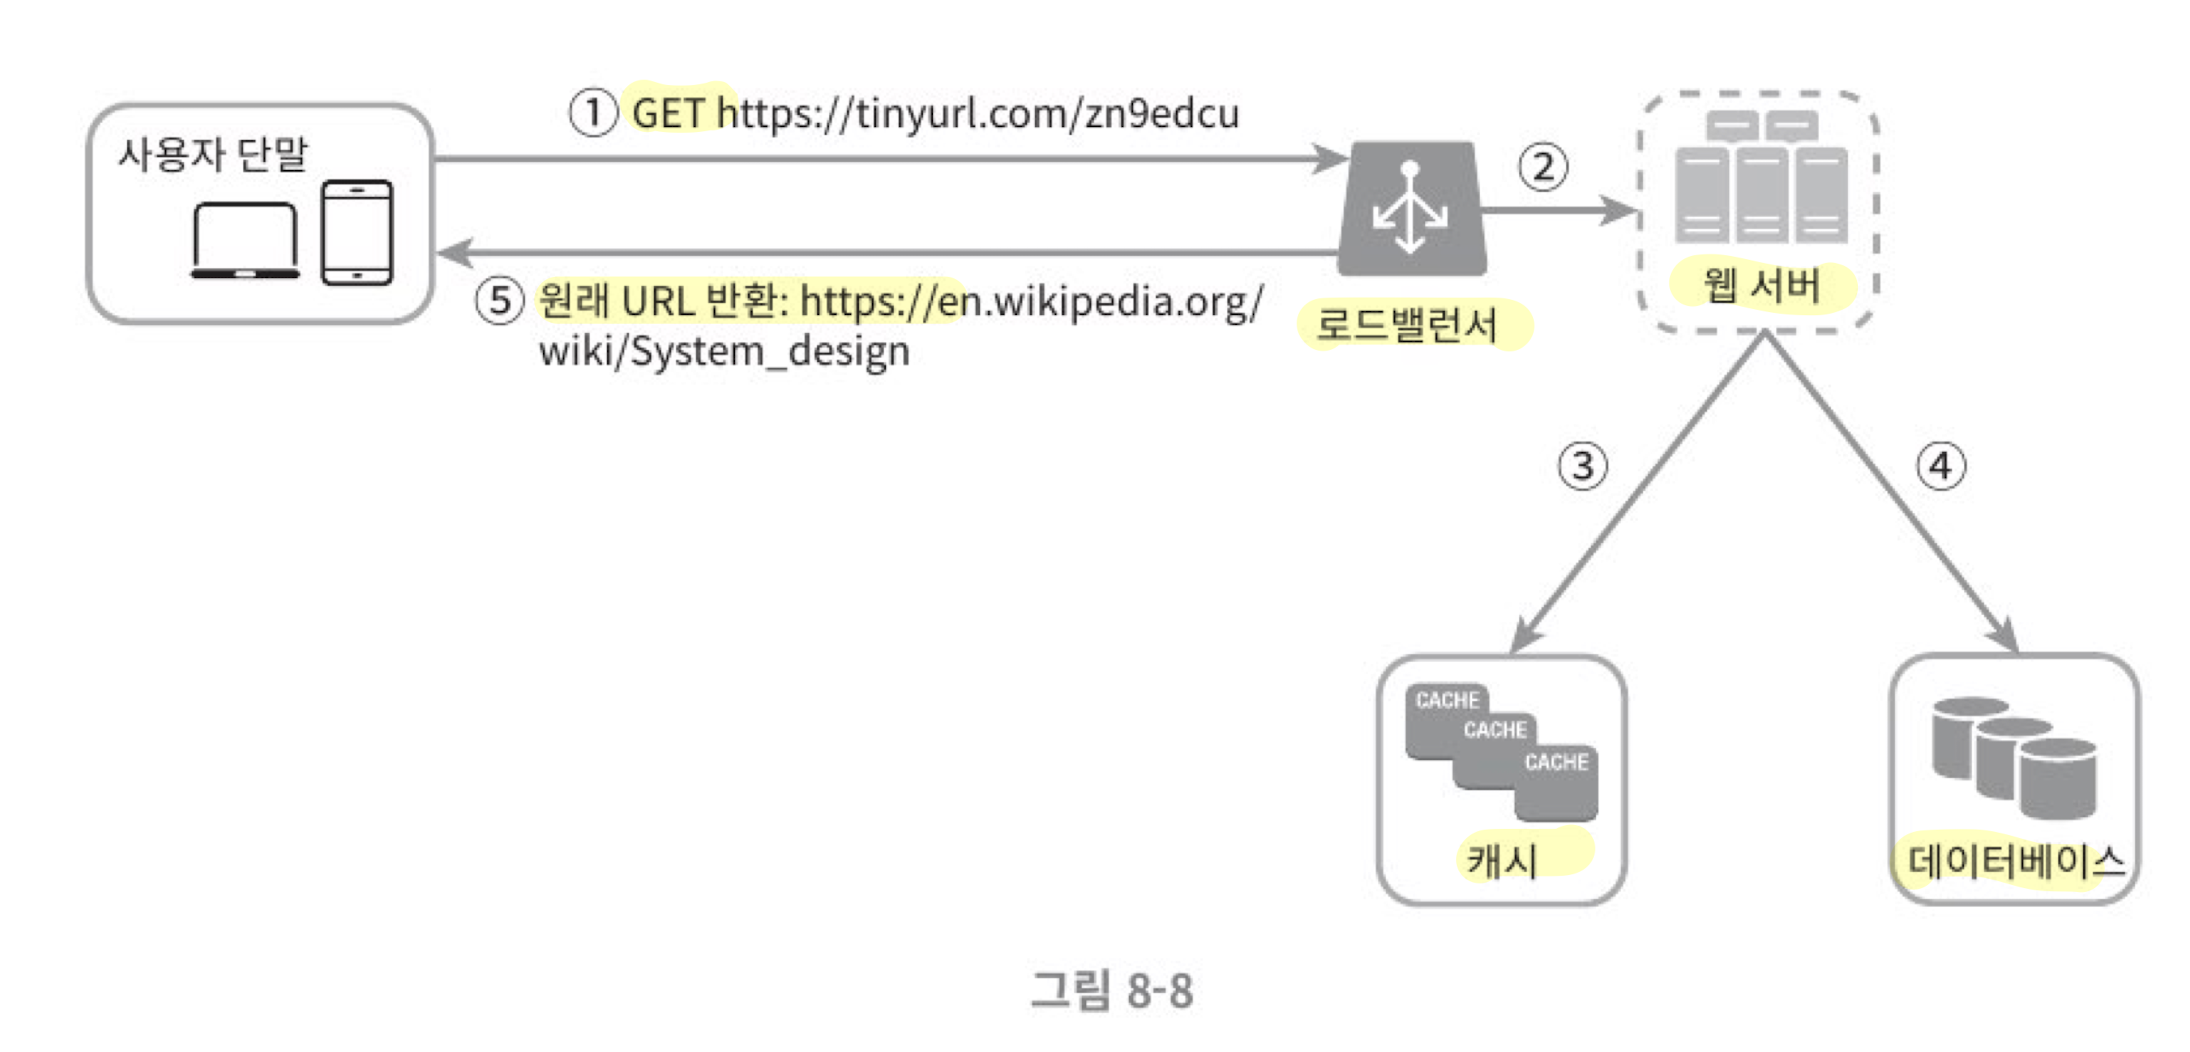 사용자 단말
① GET https://tinyurl.com/zn9edcu
②
웹 서버
⑤ 원래 URL 반환: https://en.wikipedia.org/
wiki/System_design
로드밸런서
③
④
CACHE
CACHE
CACHE
캐시
데이터베이스
그림 8-8